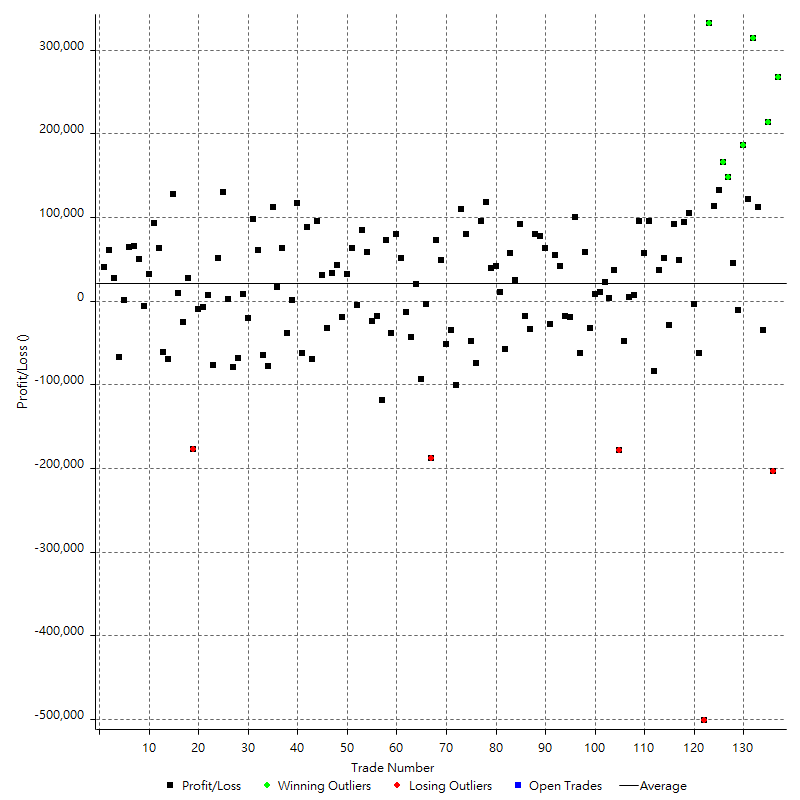 300,000
200,000
100,000
0
-100,000
-200,000
-300,000
-400,000
-500,000
Profit/Loss ()
10 20 30 40 50 60 70 80 90 100 110 120 130
Trade Number
Profit/Loss Winning Outliers Losing Outliers Open Trades Average